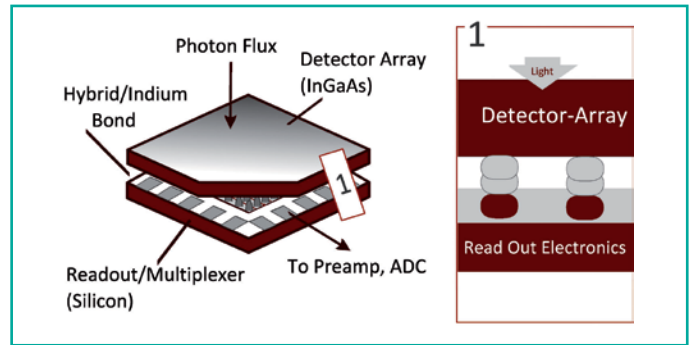 Photon Flux
Detector Array
(InGaAs)
Hybrid/Indium
Bond
1
To Preamp, ADC
Readout/Multiplexer
(Silicon)
1
Light
Detector-Array
Read Out Electronics